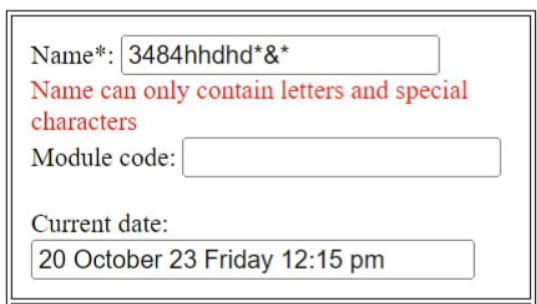 Name*: 3484hhdhd*&*
Name can only contain letters and special
characters
Module code:
Current date:
20 October 23 Friday 12:15 pm